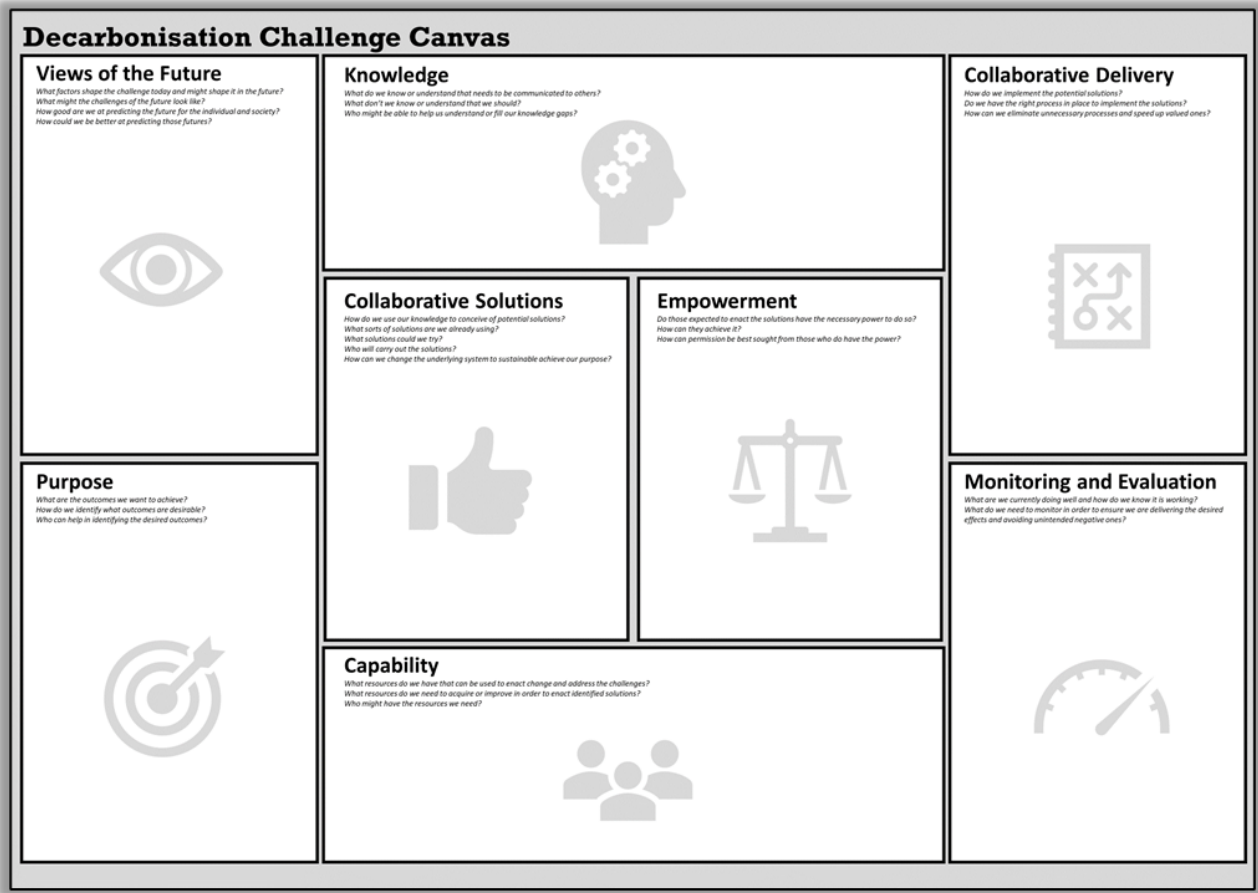 Decarbonisation Challenge Canvas
Views of the Future
What factors shape the challenge today and might shape it in the future?
What might the challenges of the future look like?
How good are we at predicting the future for the individual and society?
How could we be better at predicting those futures?
Knowledge
What do we know or understand that needs to be communicated to others?
What don't we know or understand that we should?
Who might be able to help us understand or fill our knowledge gaps?
Collaborative Delivery
How do we implement the potential solutions?
Do we have the right process in place to implement the solutions?
How can we eliminate unnecessary processes and speed up valued ones?
Collaborative Solutions
How do we use our knowledge to conceive of potential solutions?
What sorts of solutions are we already using?
What solutions could we try?
Who will carry out the solutions?
How can we change the underlying system to sustainable achieve our purpose?
Empowerment
Do those expected to enact the solutions have the necessary power to do so?
How can they achieve it?
How can permission be best sought from those who do have the power?
Purpose
What are the outcomes we want to achieve?
How do we identify what outcomes are desirable?
Who can help in identifying the desired outcomes?
Monitoring and Evaluation
What are we currently doing well and how do we know it is working?
What do we need to monitor in order to ensure we are delivering the desired
effects and avoiding unintended negative ones?
Capability
What resources do we have that can be used to enact change and address the challenges?
What resources do we need to acquire or improve in order to enact identified solutions?
Who might have the resources we need?